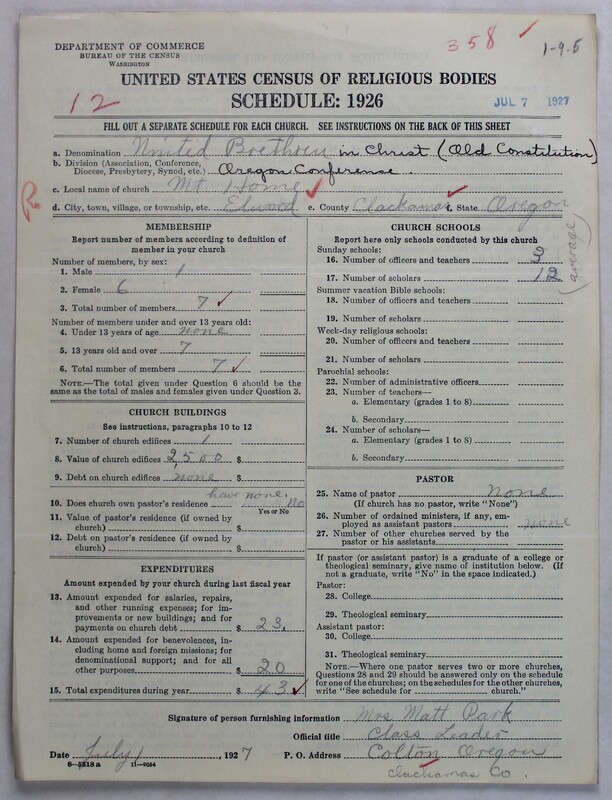 358 ✓
1-9-5
DEPARTMENT OF COMMERCE
BUREAU OF THE CENSUS
WASHINGTON
UNITED STATES CENSUS OF RELIGIOUS BODIES
12
SCHEDULE: 1926
JUL 7 1927
FILL OUT A SEPARATE SCHEDULE FOR EACH CHURCH. SEE INSTRUCTIONS ON THE BACK OF THIS SHEET
a. Denomination United Brethren in Christ (Old Constitution)
b. Division (Association, Conference, Diocese, Presbytery, Synod, etc.) Oregon Conference.
c. Local name of church Mt. Home ✓
d. City, town, village, or township, etc. Elwood e. County Clackamas ✓ f. State Oregon
MEMBERSHIP
Report number of members according to definition of
member in your church
Number of members, by sex:
1. Male 1
2. Female 6
3. Total number of members 7 ✓
Number of members under and over 13 years old:
4. Under 13 years of age none
5. 13 years old and over 7
6. Total number of members 7 ✓
NOTE.—The total given under Question 6 should be
same as the total of males and females given under Question 3.
CHURCH BUILDINGS
See instructions, paragraphs 10 to 12
7. Number of church edifices 1
8. Value of church edifices 2,500 $
9. Debt on church edifices none $
have none.
10. Does church own pastor's residence No
Yes or No
11. Value of pastor's residence (if owned by
church) $
12. Debt on pastor's residence (if owned by
church) $
EXPENDITURES
Amount expended by your church during last fiscal year
13. Amount expended for salaries, repairs,
and other running expenses; for im-
provements or new buildings; and for
payments on church debt $ 23.
14. Amount expended for benevolences, in-
cluding home and foreign missions; for
denominational support; and for all
other purposes $ 20
15. Total expenditures during year $ 43 ✓
CHURCH SCHOOLS
Report here only schools conducted by this church
Sunday schools:
16. Number of officers and teachers 3
17. Number of scholars 12
(average)
Summer vacation Bible schools:
18. Number of officers and teachers
19. Number of scholars
Week-day religious schools:
20. Number of officers and teachers
21. Number of scholars
Parochial schools:
22. Number of administrative officers
23. Number of teachers—
a. Elementary (grades 1 to 8)
b. Secondary
24. Number of scholars—
a. Elementary (grades 1 to 8)
b. Secondary
PASTOR
25. Name of pastor None
(If church has no pastor, write "None")
26. Number of ordained ministers, if any, em-
ployed as assistant pastors none
27. Number of other churches served by the
pastor or his assistants
If pastor (or assistant pastor) is a graduate of a college or
theological seminary, give name of institution below. (If
not a graduate, write "No" in the space indicated.)
Pastor:
28. College
29. Theological seminary
Assistant pastor:
30. College
31. Theological seminary
NOTE.—Where one pastor serves two or more churches,
Questions 28 and 29 should be answered only on the schedule
for one of the churches; on the schedules for the other churches,
write "See schedule for church."
Signature of person furnishing information Mrs Matt Park
Official title Class Leader
Date July 1, 1927 P. O. Address Colton Oregon
8—5518a 11—9054
Clackamas Co.